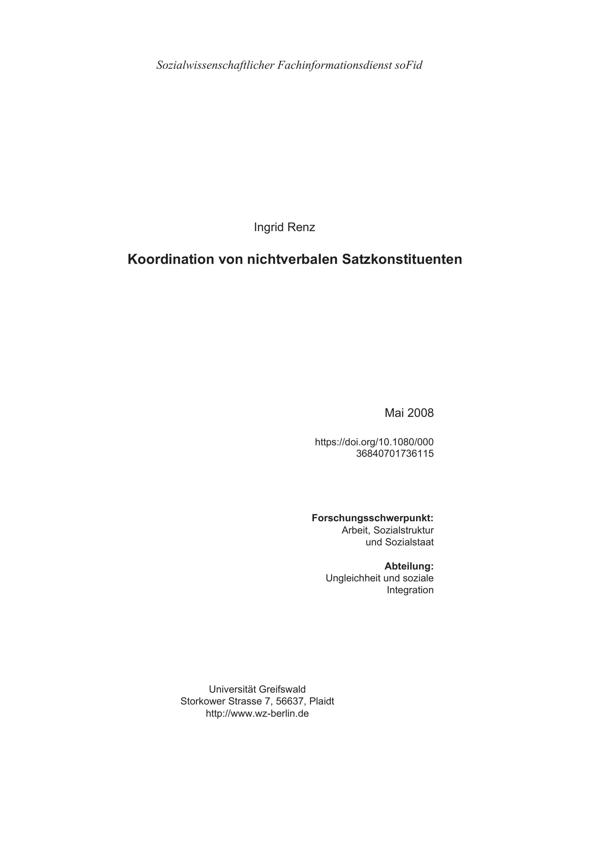 Sozialwissenschaftlicher Fachinformationsdienst soFid
Ingrid Renz
Koordination von nichtverbalen Satzkonstituenten
Mai 2008
https://doi.org/10.1080/000
36840701736115
Forschungsschwerpunkt:
Arbeit, Sozialstruktur
und Sozialstaat
Abteilung:
Ungleichheit und soziale
Integration
Universität Greifswald
Storkower Strasse 7, 56637, Plaidt
http://www.wz-berlin.de